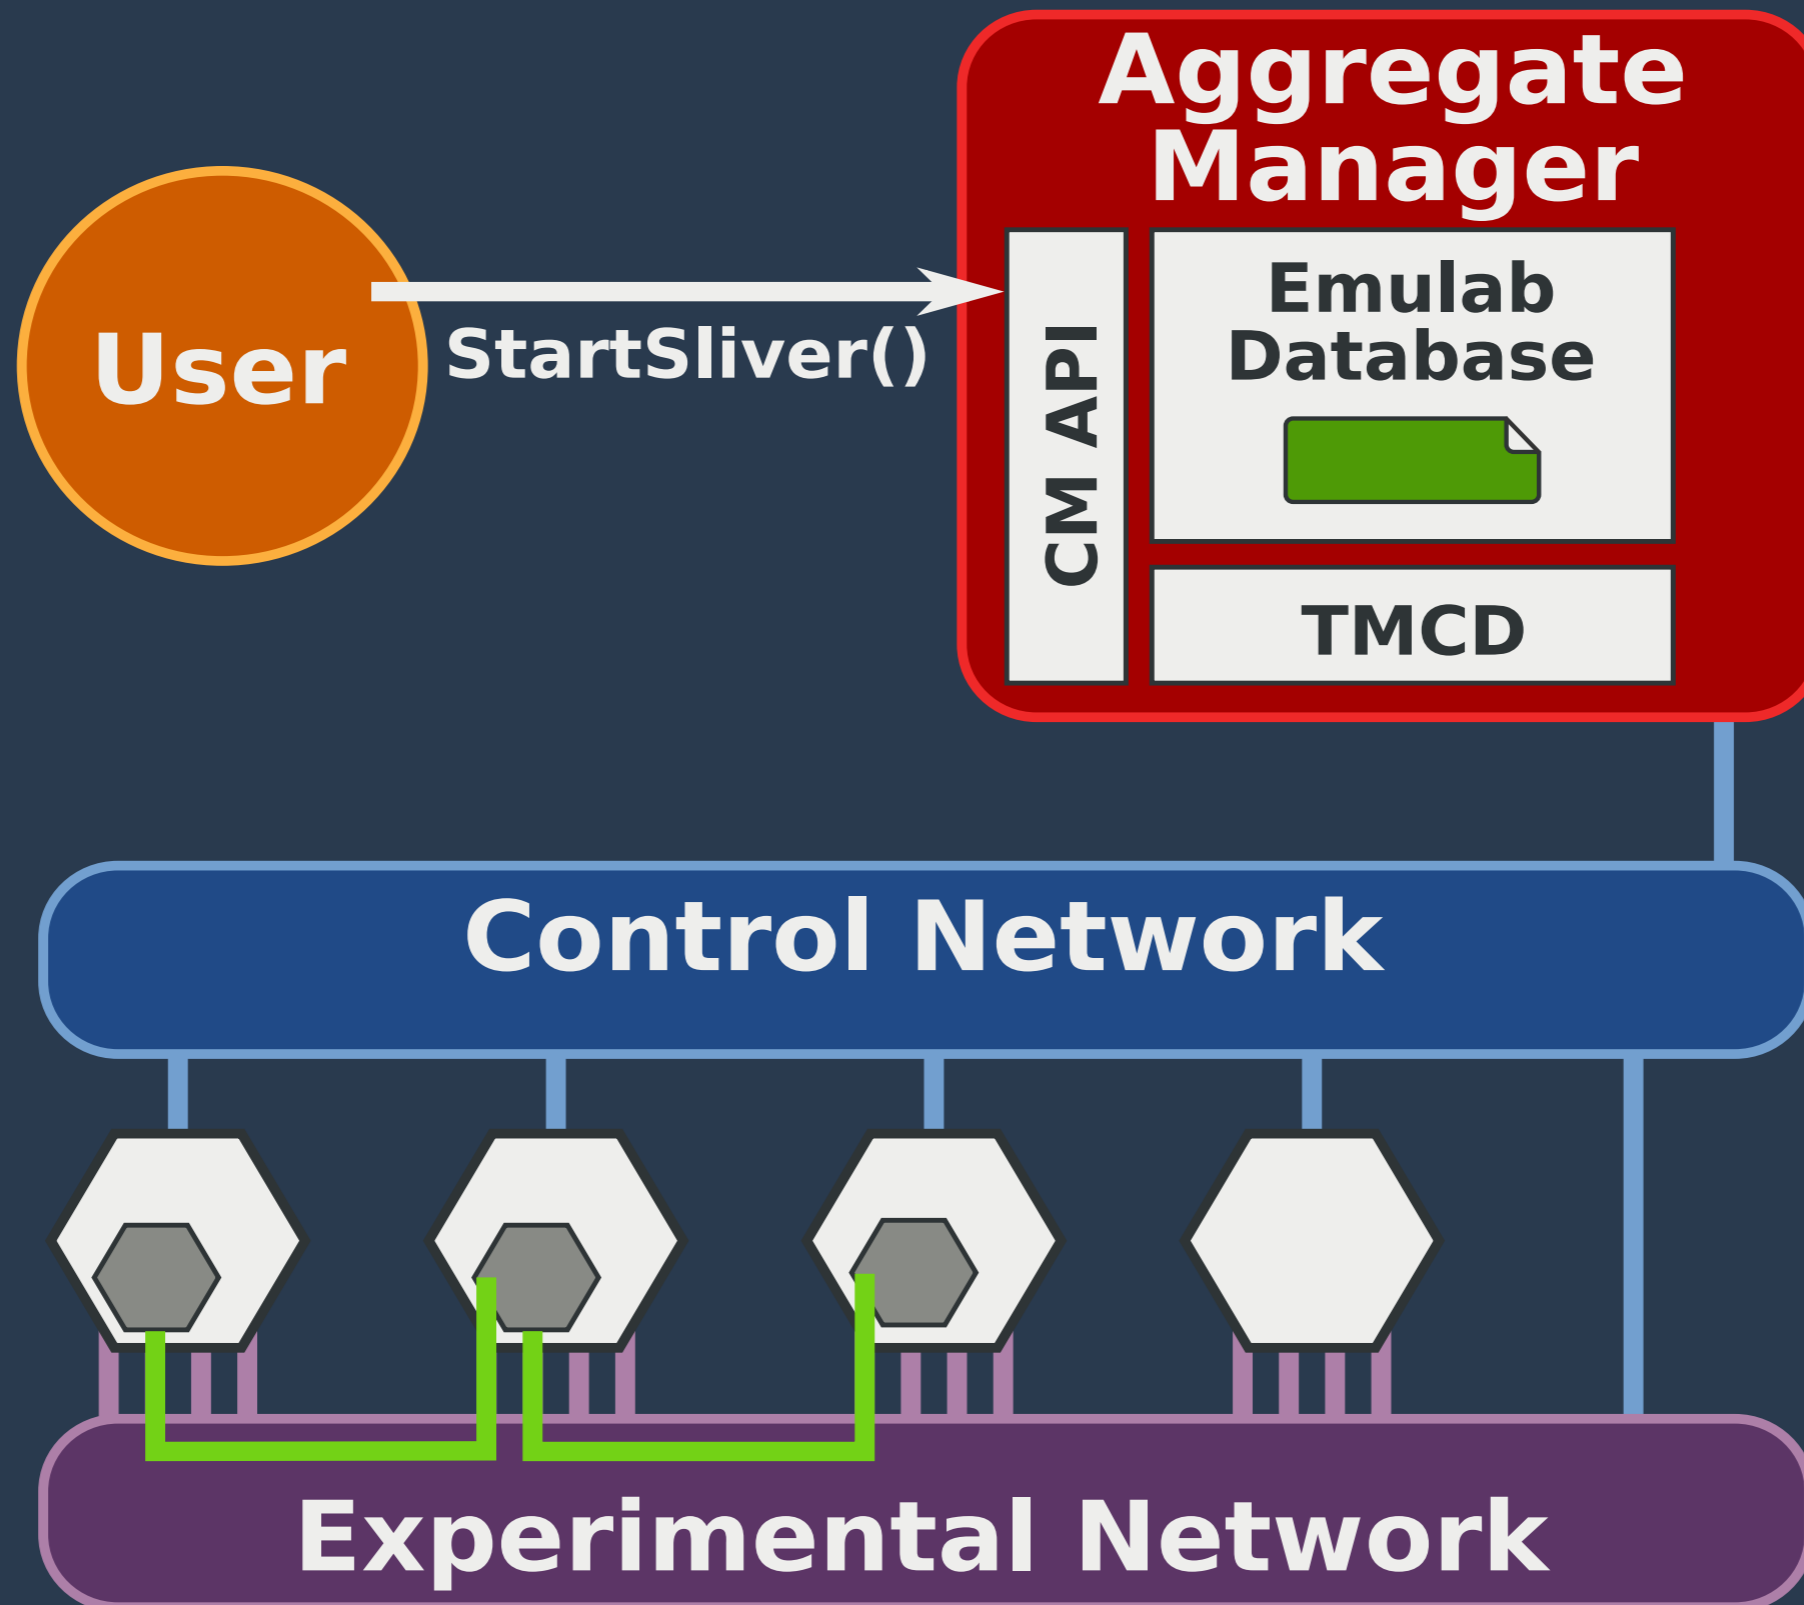 Aggregate
Manager
User
StartSliver()
CM API
Emulab
Database
TMCD
Control Network
Experimental Network